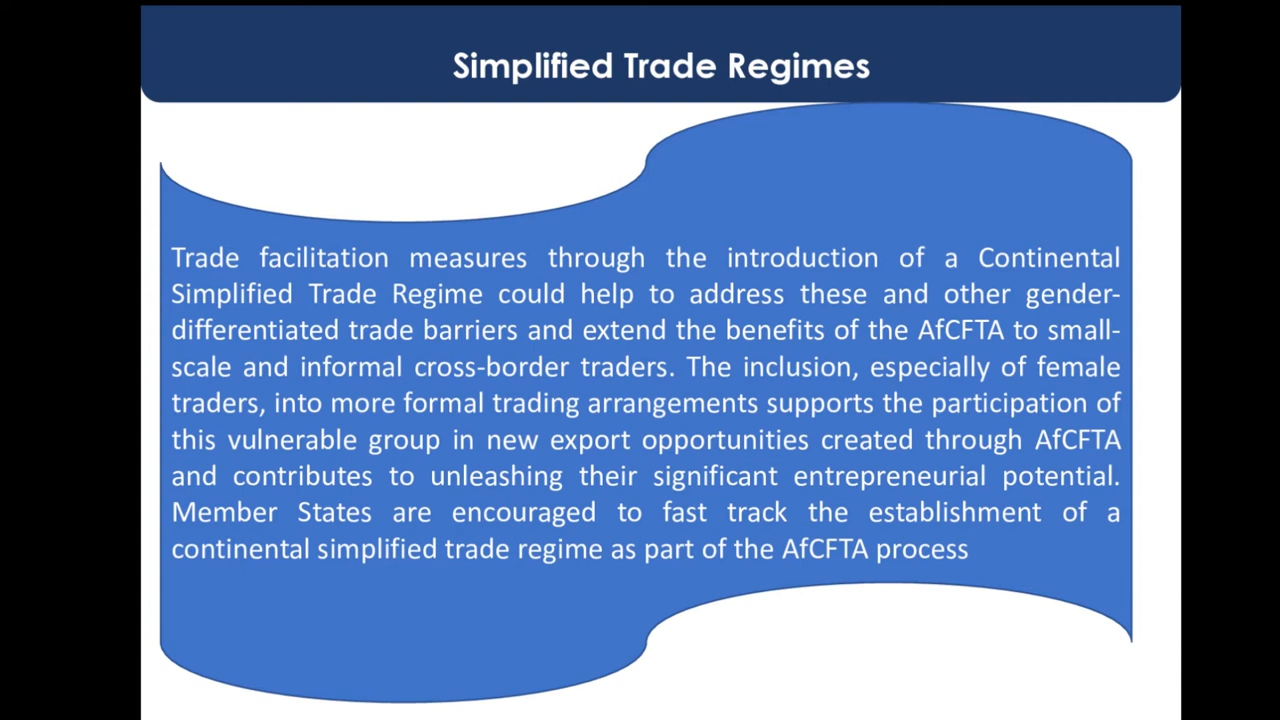 Simplified Trade Regimes
Trade facilitation measures through the introduction of a Continental
Simplified Trade Regime could help to address these and other gender-
differentiated trade barriers and extend the benefits of the AfCFTA to small-
scale and informal cross-border traders. The inclusion, especially of female
traders, into more formal trading arrangements supports the participation of
this vulnerable group in new export opportunities created through AfCFTA
and contributes to unleashing their significant entrepreneurial potential.
Member States are encouraged to fast track the establishment of a
continental simplified trade regime as part of the AfCFTA process